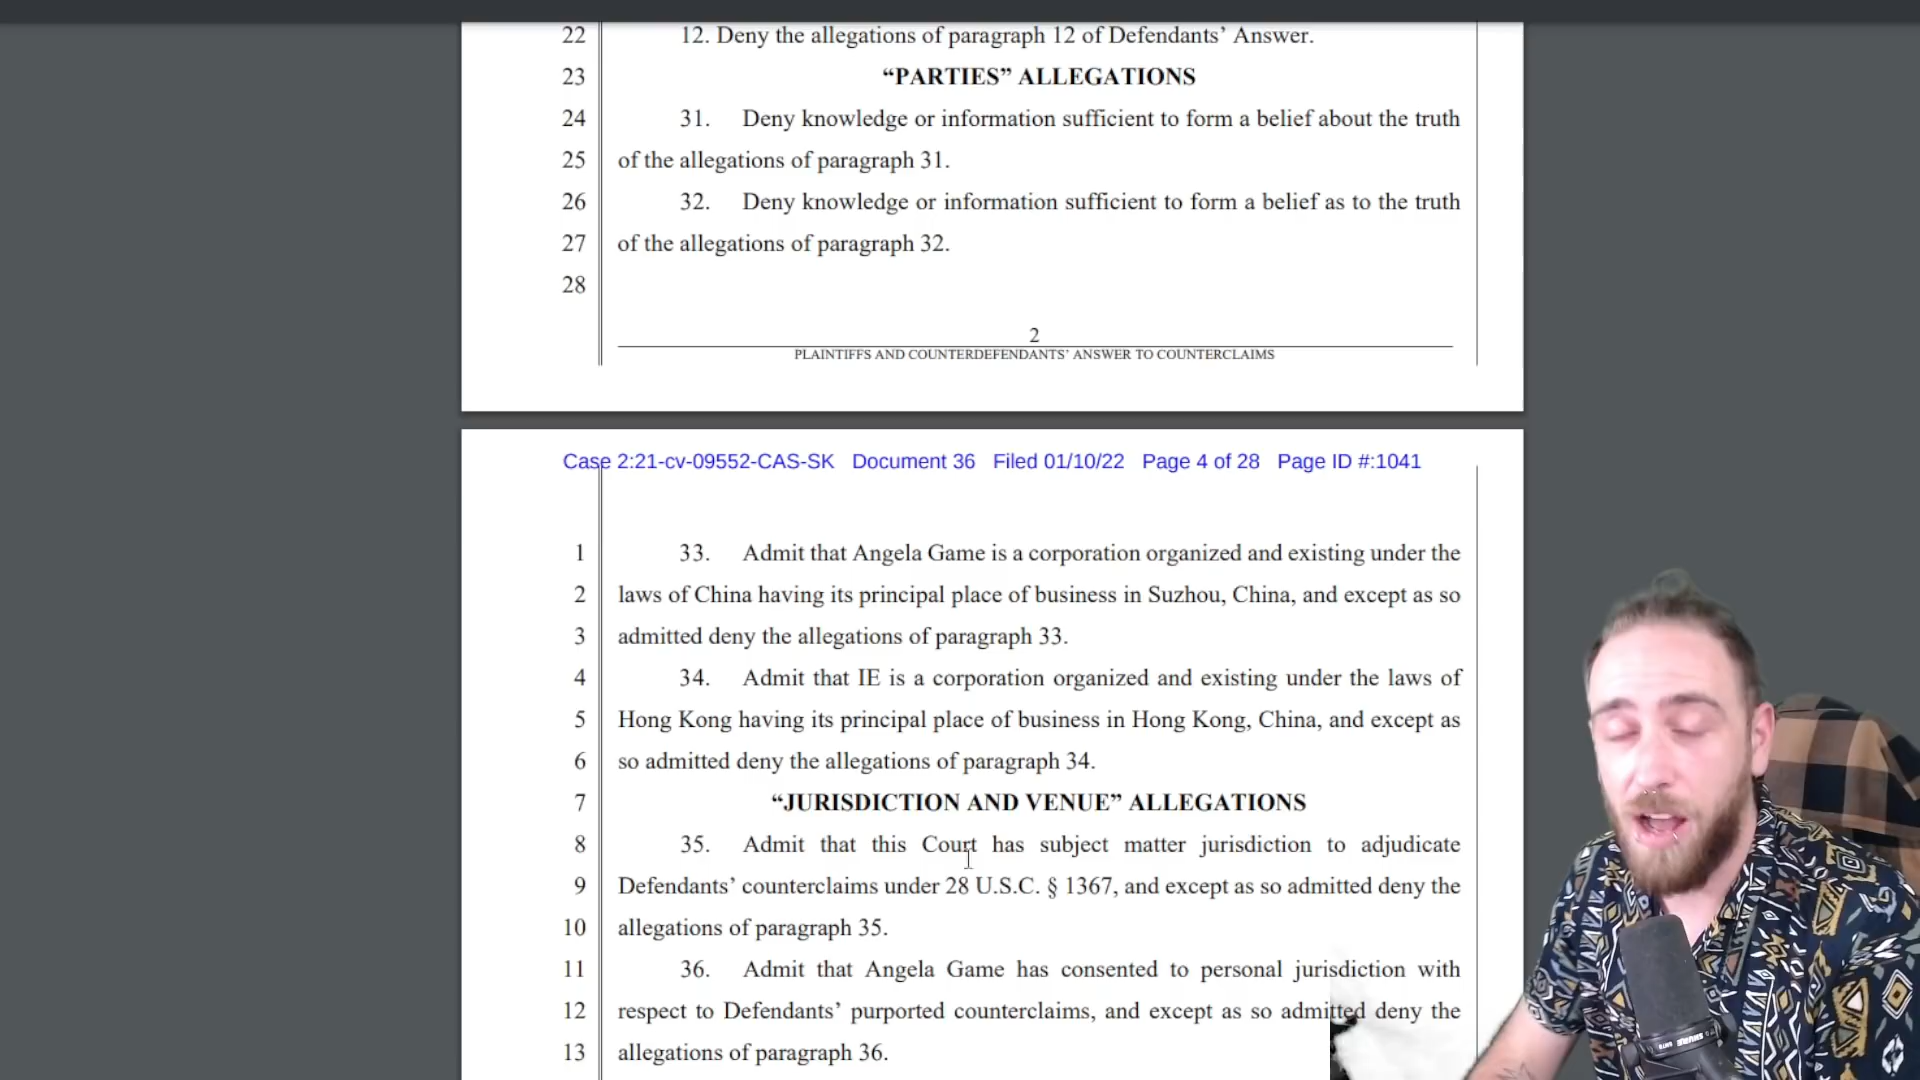 22 12. Deny the allegations of paragraph 12 of Defendants’ Answer.
23 “PARTIES” ALLEGATIONS
24 31. Deny knowledge or information sufficient to form a belief about the truth
25 of the allegations of paragraph 31.
26 32. Deny knowledge or information sufficient to form a belief as to the truth
27 of the allegations of paragraph 32.
28
2
PLAINTIFFS AND COUNTERDEFENDANTS’ ANSWER TO COUNTERCLAIMS
Case 2:21-cv-09552-CAS-SK Document 36 Filed 01/10/22 Page 4 of 28 Page ID #:1041
1 33. Admit that Angela Game is a corporation organized and existing under the
2 laws of China having its principal place of business in Suzhou, China, and except as so
3 admitted deny the allegations of paragraph 33.
4 34. Admit that IE is a corporation organized and existing under the laws of
5 Hong Kong having its principal place of business in Hong Kong, China, and except as
6 so admitted deny the allegations of paragraph 34.
7 “JURISDICTION AND VENUE” ALLEGATIONS
8 35. Admit that this Court has subject matter jurisdiction to adjudicate
9 Defendants’ counterclaims under 28 U.S.C. § 1367, and except as so admitted deny the
10 allegations of paragraph 35.
11 36. Admit that Angela Game has consented to personal jurisdiction with
12 respect to Defendants’ purported counterclaims, and except as so admitted deny the
13 allegations of paragraph 36.
SHURE